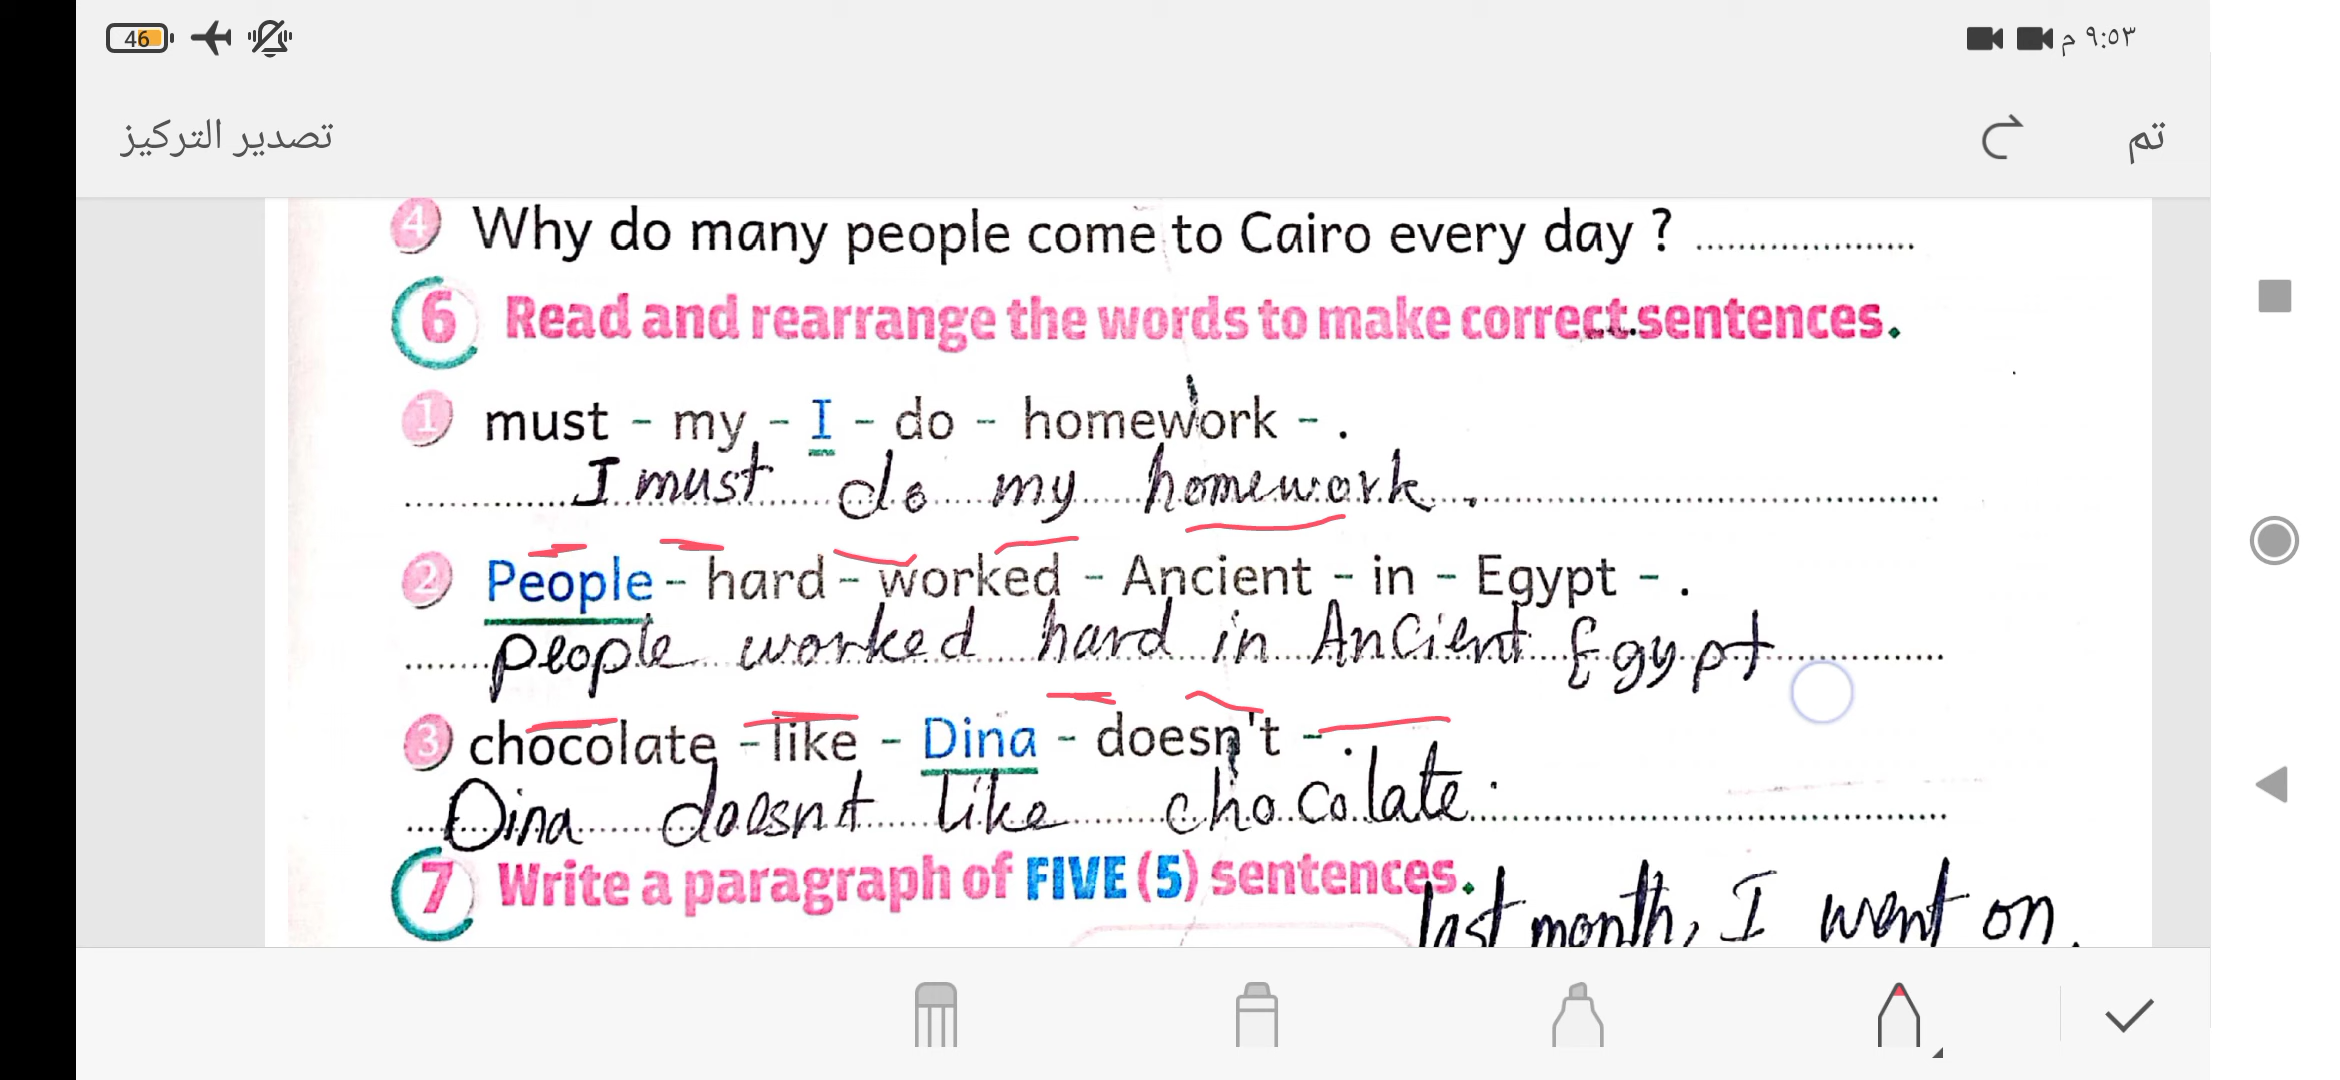 46 م ٩:٥٣
تصدير التركيز تم
4 Why do many people come to Cairo every day ? ......................
6 Read and rearrange the words to make correct sentences.
1 must - my - I - do - homework - .
I must do my homework.
2 People - hard - worked - Ancient - in - Egypt - .
people worked hard in Ancient Egypt
3 chocolate - like - Dina - doesn't - .
Dina doesn't like chocolate.
7 Write a paragraph of FIVE (5) sentences.
last month, I went on